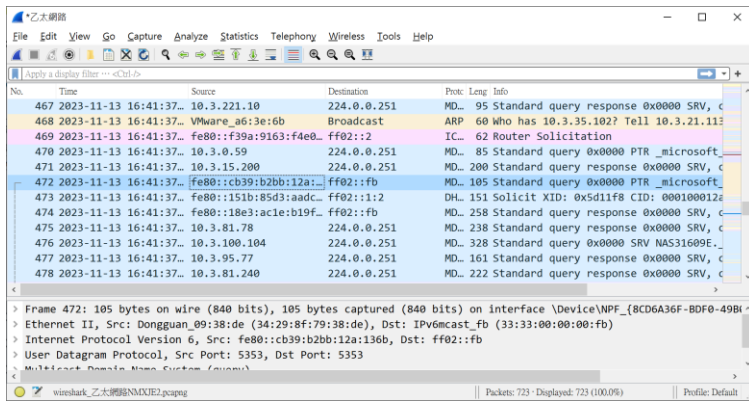 *乙太網路
File Edit View Go Capture Analyze Statistics Telephony Wireless Tools Help
Apply a display filter ... <Ctrl-/>
No. Time Source Destination Protc Leng Info
467 2023-11-13 16:41:37… 10.3.221.10 224.0.0.251 MD… 95 Standard query response 0x0000 SRV, c
468 2023-11-13 16:41:37… VMware_a6:3e:6b Broadcast ARP 60 Who has 10.3.35.102? Tell 10.3.21.113
469 2023-11-13 16:41:37… fe80::f39a:9163:f4e0… ff02::2 IC… 62 Router Solicitation
470 2023-11-13 16:41:37… 10.3.0.59 224.0.0.251 MD… 85 Standard query 0x0000 PTR _microsoft_
471 2023-11-13 16:41:37… 10.3.15.200 224.0.0.251 MD… 200 Standard query response 0x0000 SRV, c
472 2023-11-13 16:41:37… fe80::cb39:b2bb:12a:… ff02::fb MD… 105 Standard query 0x0000 PTR _microsoft_
473 2023-11-13 16:41:37… fe80::151b:85d3:aadc… ff02::1:2 DH… 151 Solicit XID: 0x5d11f8 CID: 000100012a
474 2023-11-13 16:41:37… fe80::18e3:ac1e:b19f… ff02::fb MD… 258 Standard query response 0x0000 SRV, c
475 2023-11-13 16:41:37… 10.3.81.78 224.0.0.251 MD… 238 Standard query response 0x0000 SRV, c
476 2023-11-13 16:41:37… 10.3.100.104 224.0.0.251 MD… 328 Standard query 0x0000 SRV NAS31609E._
477 2023-11-13 16:41:37… 10.3.95.77 224.0.0.251 MD… 161 Standard query response 0x0000 SRV, c
478 2023-11-13 16:41:37… 10.3.81.240 224.0.0.251 MD… 222 Standard query response 0x0000 SRV, c
> Frame 472: 105 bytes on wire (840 bits), 105 bytes captured (840 bits) on interface \Device\NPF_{8CD6A36F-BDF0-49B0
> Ethernet II, Src: Dongguan_09:38:de (34:29:8f:79:38:de), Dst: IPv6mcast_fb (33:33:00:00:00:fb)
> Internet Protocol Version 6, Src: fe80::cb39:b2bb:12a:136b, Dst: ff02::fb
> User Datagram Protocol, Src Port: 5353, Dst Port: 5353
> Multicast Domain Name System (query)
wireshark_乙太網路NMXJE2.pcapng Packets: 723 · Displayed: 723 (100.0%) Profile: Default